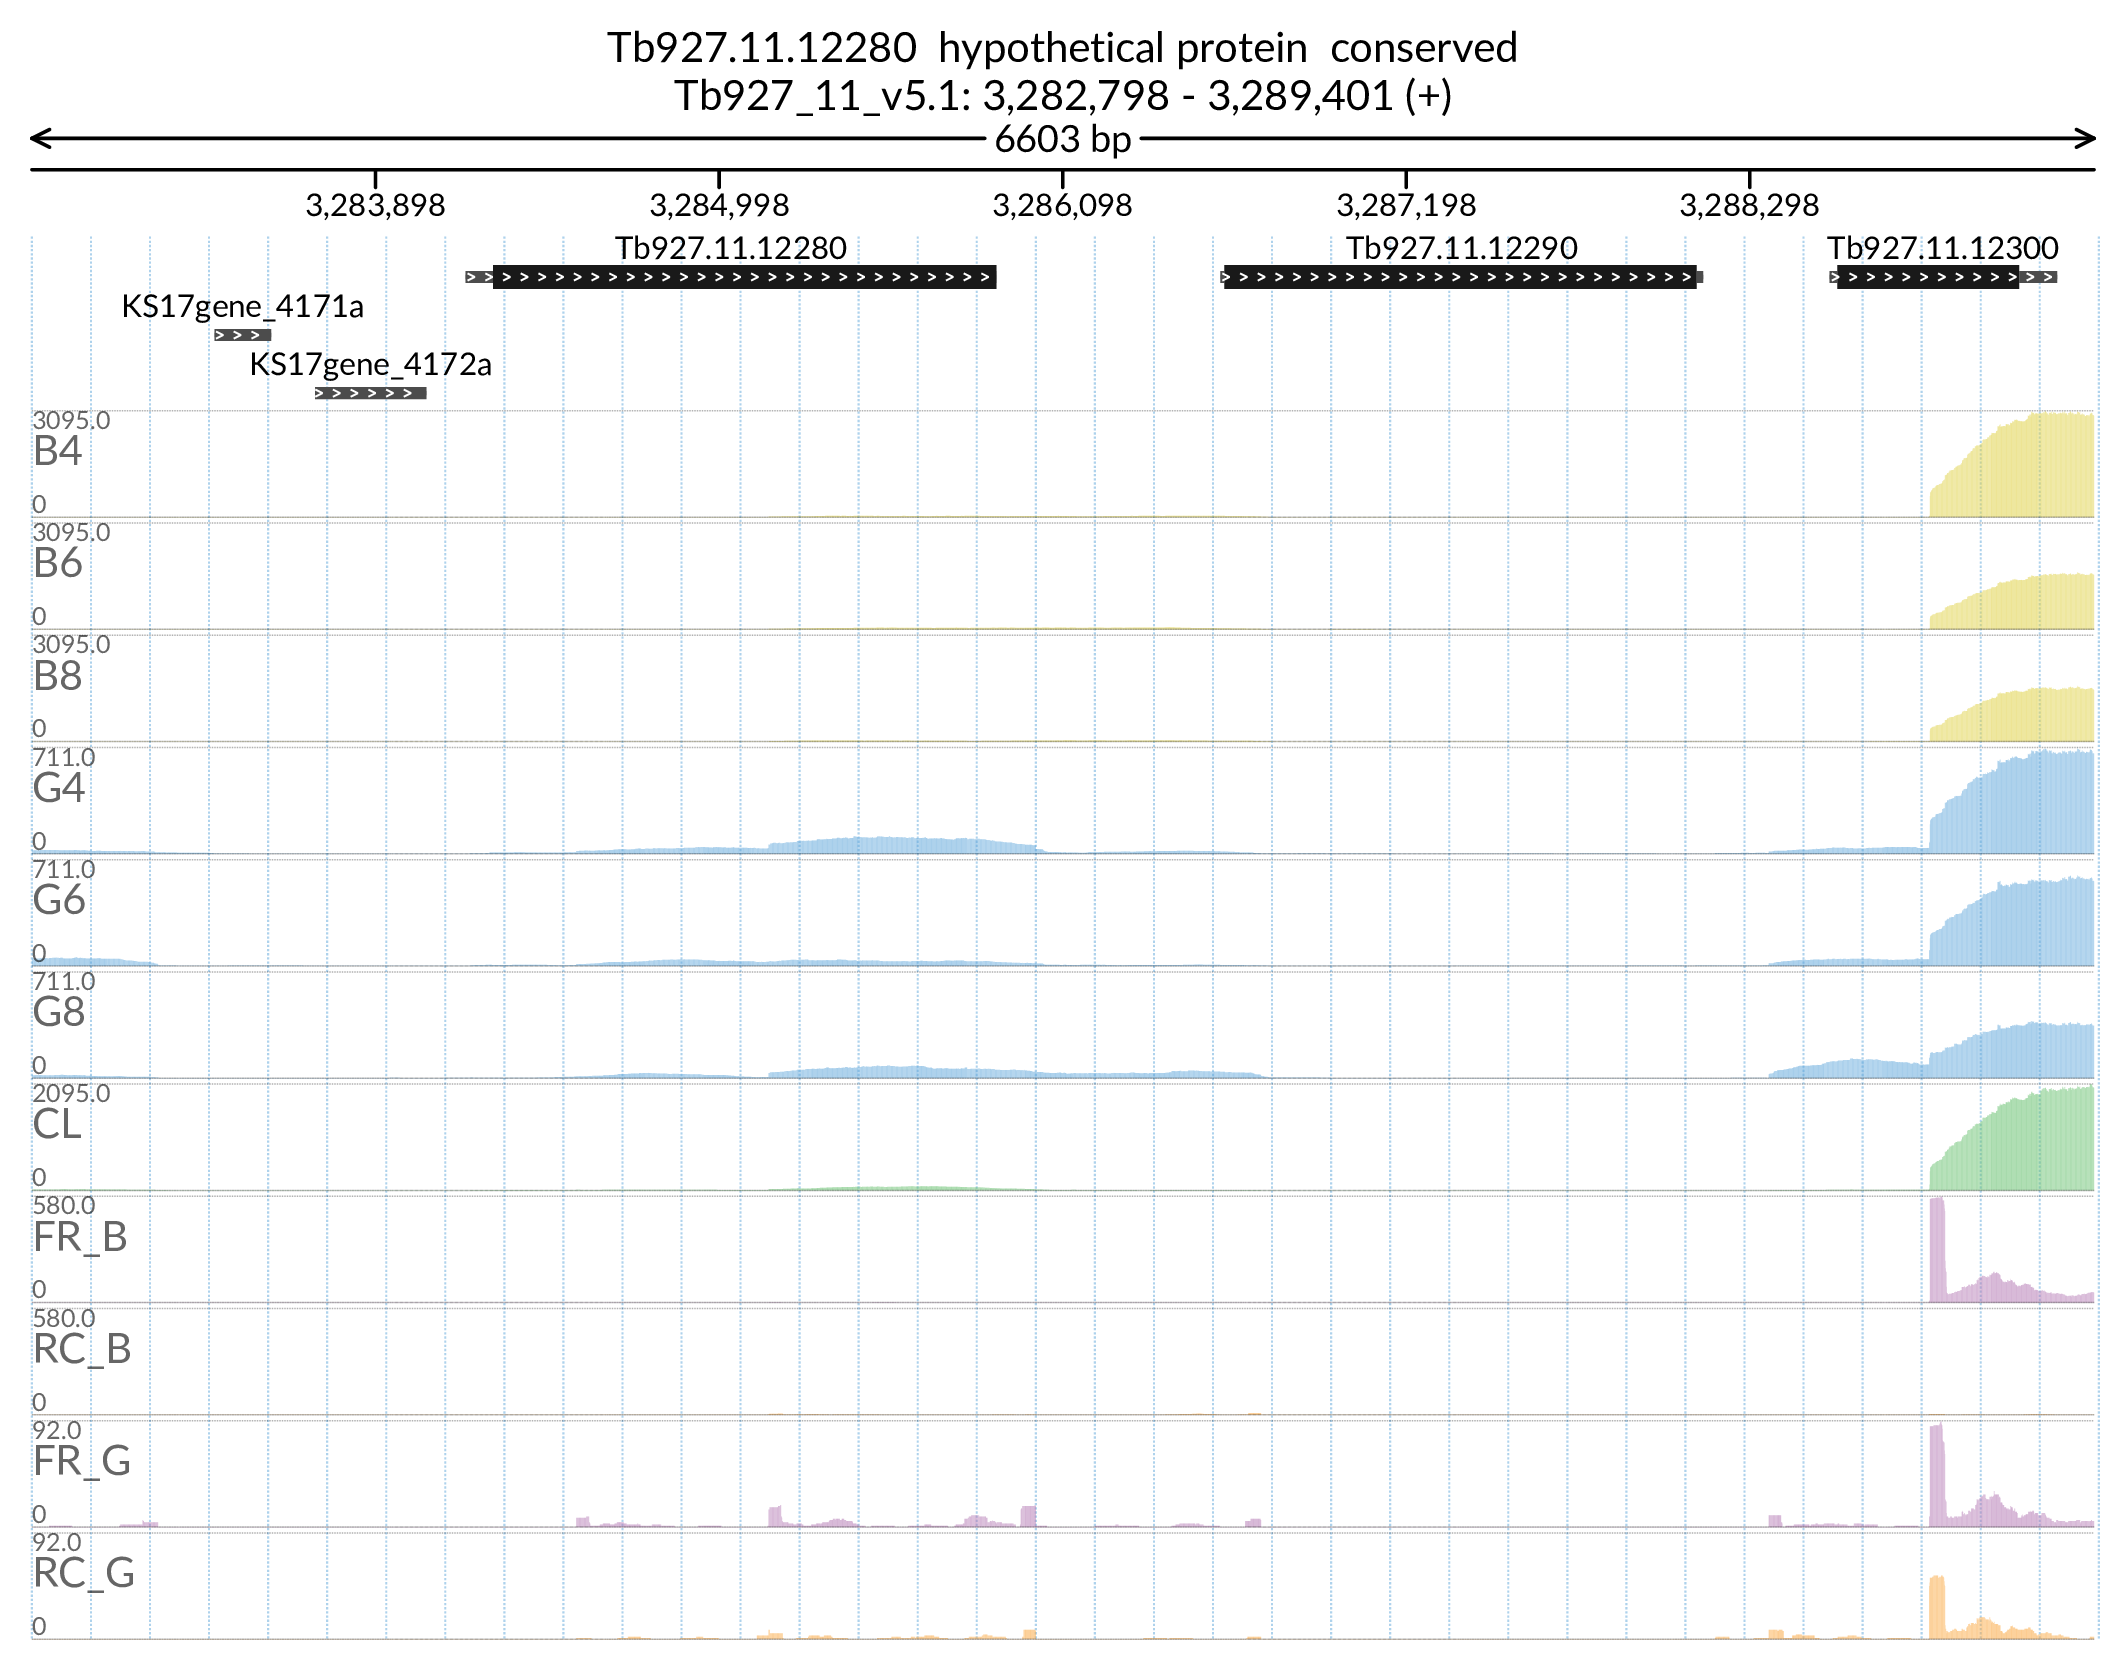 Tb927.11.12280  hypothetical protein  conserved
Tb927_11_v5.1: 3,282,798 - 3,289,401 (+)
6603 bp
3,283,898 3,284,998 3,286,098 3,287,198 3,288,298
Tb927.11.12280 Tb927.11.12290 Tb927.11.12300
KS17gene_4171a
KS17gene_4172a
3095.0
B4
0
3095.0
B6
0
3095.0
B8
0
711.0
G4
0
711.0
G6
0
711.0
G8
0
2095.0
CL
0
580.0
FR_B
0
580.0
RC_B
0
92.0
FR_G
0
92.0
RC_G
0